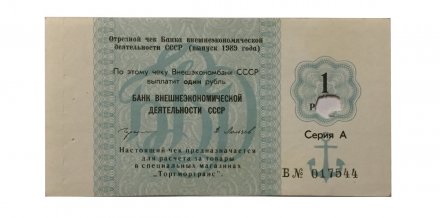 Отрезной чек Банка внешнеэкономической
деятельности СССР (выпуск 1989 года)
По этому чеку Внешэкономбанк СССР
выплатит один рубль
БАНК ВНЕШНЕЭКОНОМИЧЕСКОЙ
ДЕЯТЕЛЬНОСТИ СССР
Настоящий чек предназначается
для расчета за товары
в специальных магазинах
"Торгмортранс".
1
Серия А
В № 017544